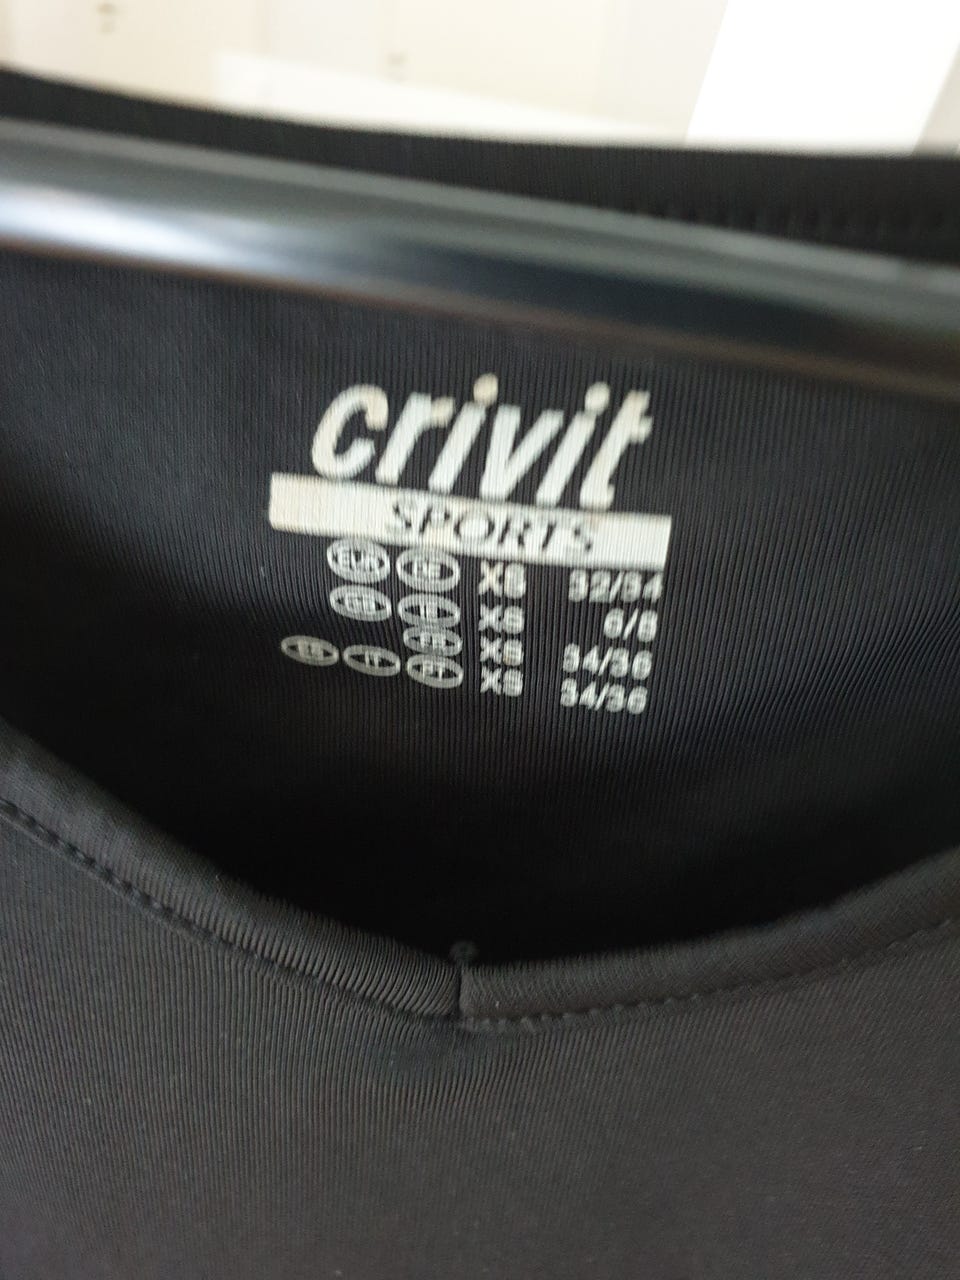 crivit
SPORTS
XS 32/34
XS 6/8
XS 34/36
XS 34/36